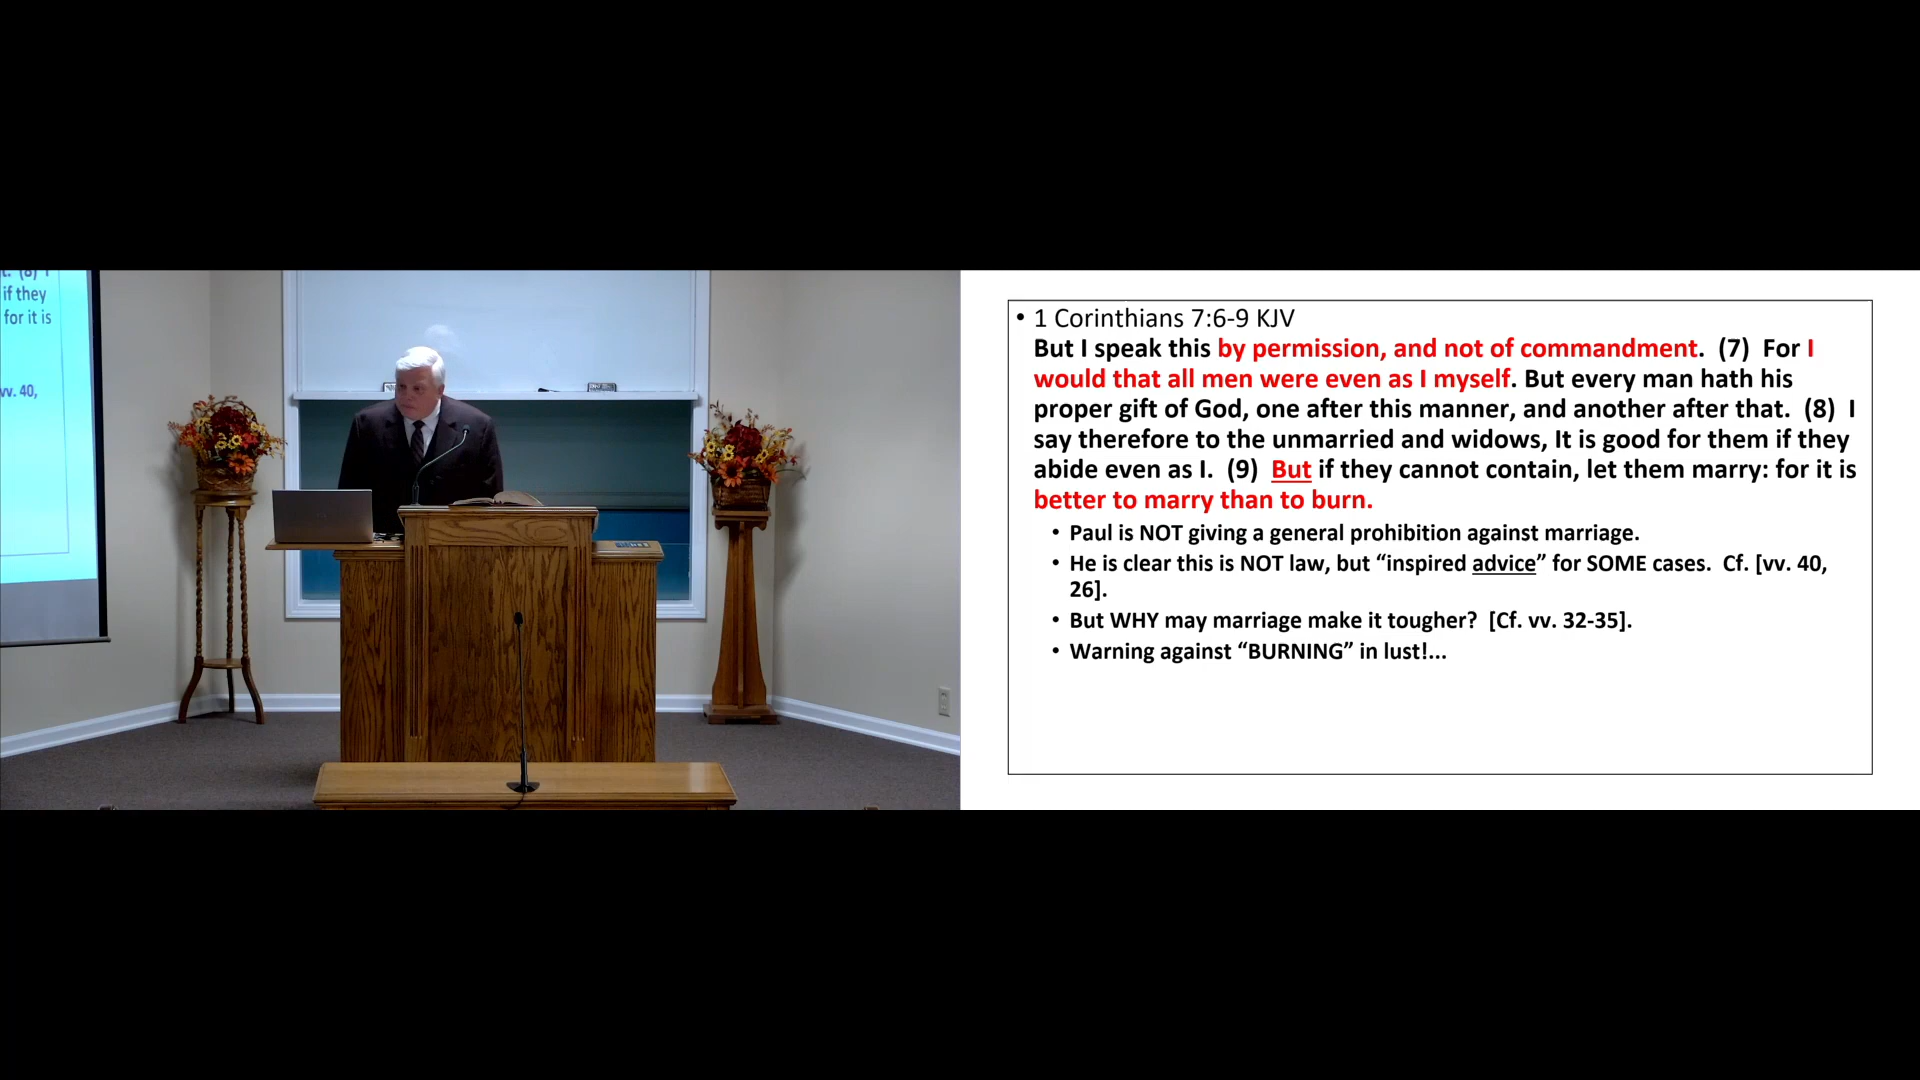 if they
for it is
vv. 40,
• 1 Corinthians 7:6-9 KJV
But I speak this by permission, and not of commandment. (7) For I
would that all men were even as I myself. But every man hath his
proper gift of God, one after this manner, and another after that. (8) I
say therefore to the unmarried and widows, It is good for them if they
abide even as I. (9) But if they cannot contain, let them marry: for it is
better to marry than to burn.
• Paul is NOT giving a general prohibition against marriage.
• He is clear this is NOT law, but “inspired advice” for SOME cases. Cf. [vv. 40,
26].
• But WHY may marriage make it tougher? [Cf. vv. 32-35].
• Warning against “BURNING” in lust!...